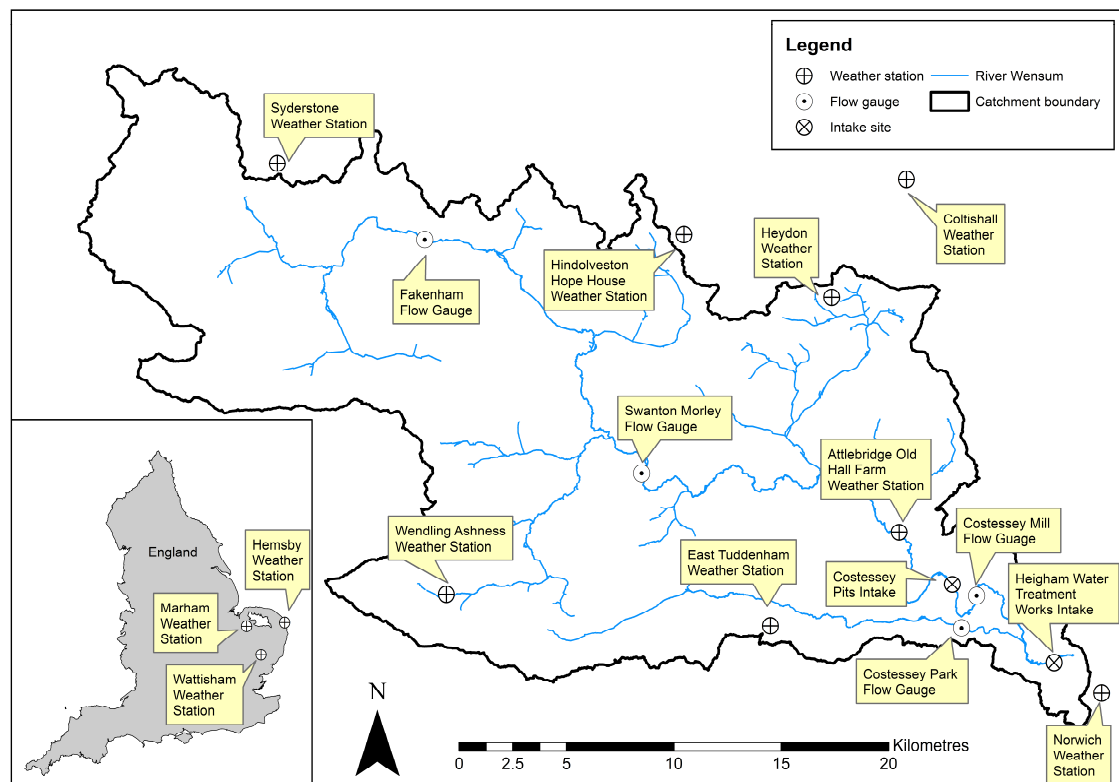 Legend
Weather station
River Wensum
Flow gauge
Catchment boundary
Intake site
Syderstone
Weather Station
Coltishall
Weather
Station
Heydon
Weather
Station
Hindolveston
Hope House
Weather Station
Fakenham
Flow Gauge
Swanton Morley
Flow Gauge
Attlebridge Old
Hall Farm
Weather Station
Wendling Ashness
Weather Station
East Tuddenham
Weather Station
Costessey Mill
Flow Guage
Costessey
Pits Intake
Heigham Water
Treatment
Works Intake
Costessey Park
Flow Gauge
Norwich
Weather
Station
England
Hemsby
Weather
Station
Marham
Weather
Station
Wattisham
Weather
Station
N
Kilometres
0 2.5 5 10 15 20